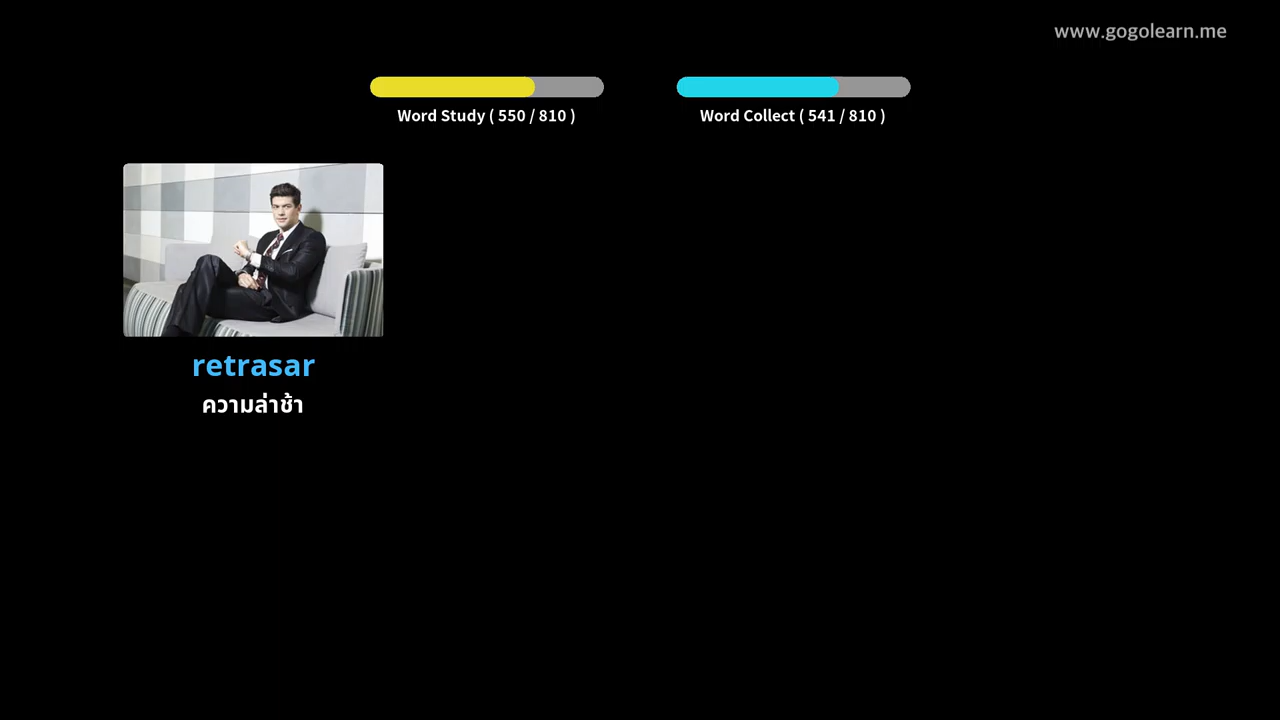 www.gogolearn.me
Word Study ( 550 / 810 )
Word Collect ( 541 / 810 )
retrasar
ความล่าช้า